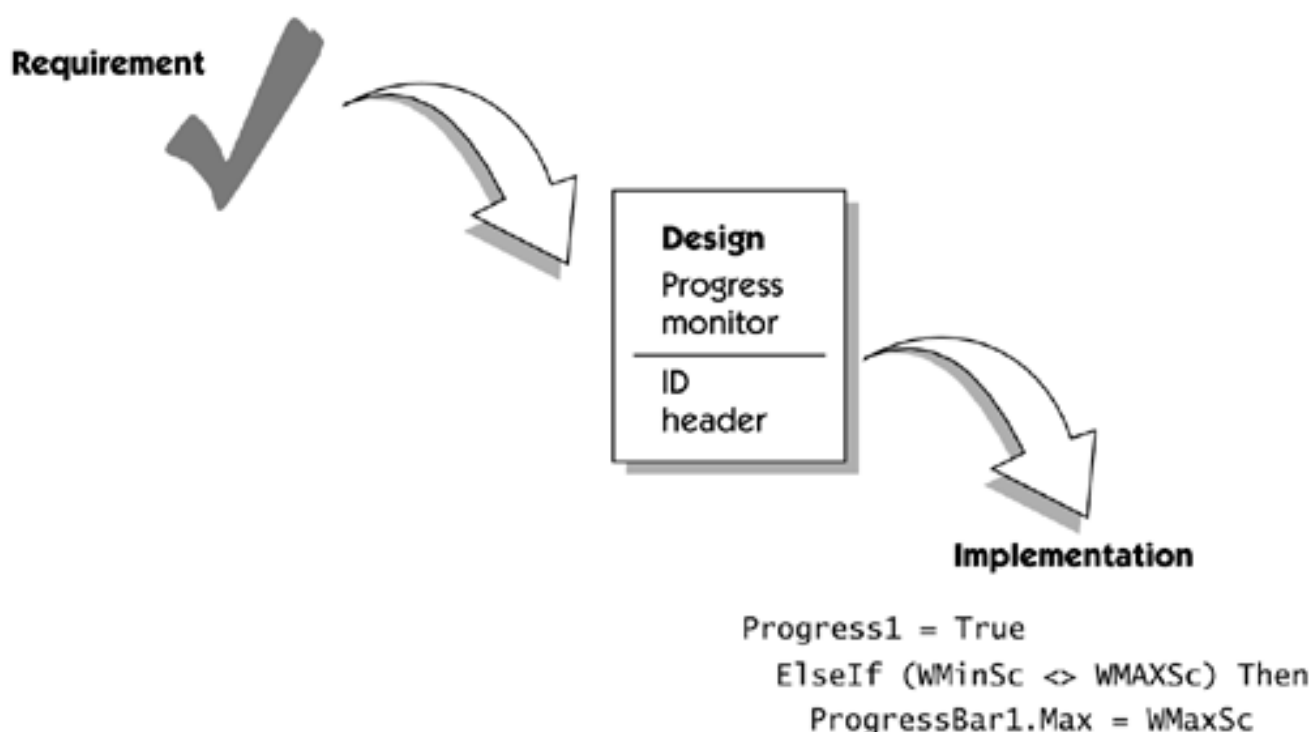 Requirement
Design
Progress
monitor
ID
header
Implementation
Progress1 = True
ElseIf (WMinSc <> WMAXSc) Then
ProgressBar1.Max = WMaxSc